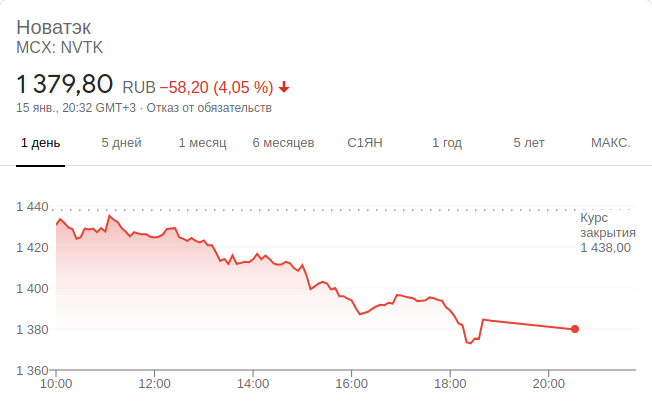 Новатэк
MCX: NVTK
1 379,80 RUB −58,20 (4,05 %)
15 янв., 20:32 GMT+3 · Отказ от обязательств
1 день 5 дней 1 месяц 6 месяцев С1ЯН 1 год 5 лет МАКС.
1 440
Курс
закрытия
1 438,00
1 420
1 400
1 380
1 360
10:00 12:00 14:00 16:00 18:00 20:00